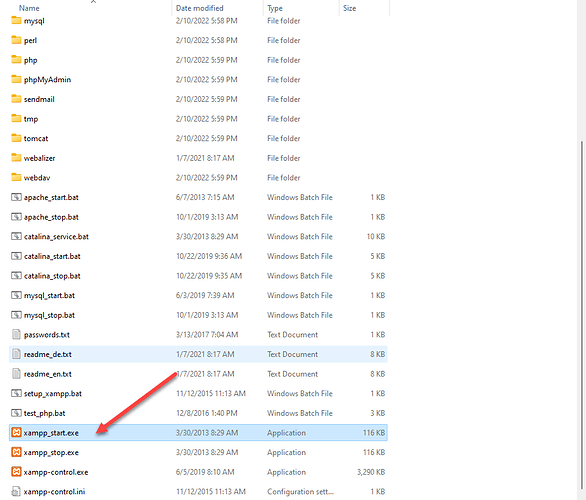 Name Date modified Type Size
mysql 2/10/2022 5:58 PM File folder
perl 2/10/2022 5:58 PM File folder
php 2/10/2022 5:59 PM File folder
phpMyAdmin 2/10/2022 5:59 PM File folder
sendmail 2/10/2022 5:59 PM File folder
tmp 2/10/2022 5:59 PM File folder
tomcat 2/10/2022 5:59 PM File folder
webalizer 1/7/2021 8:17 AM File folder
webdav 2/10/2022 5:59 PM File folder
apache_start.bat 6/7/2013 7:15 AM Windows Batch File 1 KB
apache_stop.bat 10/1/2019 3:13 AM Windows Batch File 1 KB
catalina_service.bat 3/30/2013 8:29 AM Windows Batch File 10 KB
catalina_start.bat 10/22/2019 9:36 AM Windows Batch File 5 KB
catalina_stop.bat 10/22/2019 9:35 AM Windows Batch File 5 KB
mysql_start.bat 6/3/2019 7:39 AM Windows Batch File 1 KB
mysql_stop.bat 10/1/2019 3:13 AM Windows Batch File 1 KB
passwords.txt 3/13/2017 7:04 AM Text Document 1 KB
readme_de.txt 1/7/2021 8:17 AM Text Document 8 KB
readme_en.txt 1/7/2021 8:17 AM Text Document 8 KB
setup_xampp.bat 11/12/2015 11:13 AM Windows Batch File 1 KB
test_php.bat 12/8/2016 1:40 PM Windows Batch File 3 KB
xampp_start.exe 3/30/2013 8:29 AM Application 116 KB
xampp_stop.exe 3/30/2013 8:29 AM Application 116 KB
xampp-control.exe 6/5/2019 8:10 AM Application 3,290 KB
xampp-control.ini 11/12/2015 11:13 AM Configuration sett... 1 KB